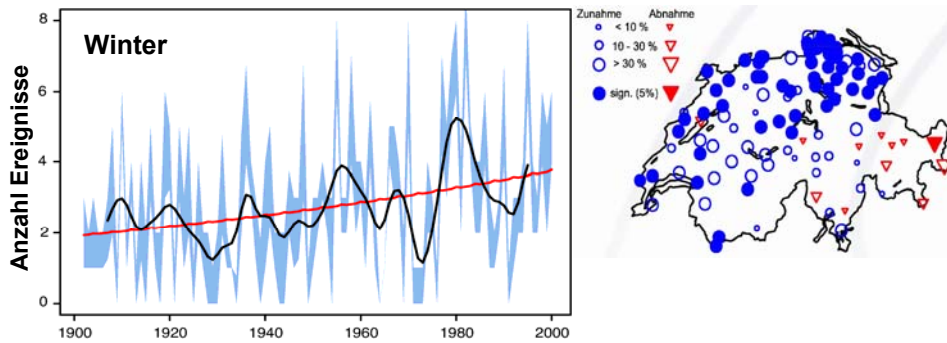 Winter
Anzahl Ereignisse
8
6
4
2
0
1900 1920 1940 1960 1980 2000
Zunahme Abnahme
< 10 %
10 - 30 %
> 30 %
sign. (5%)